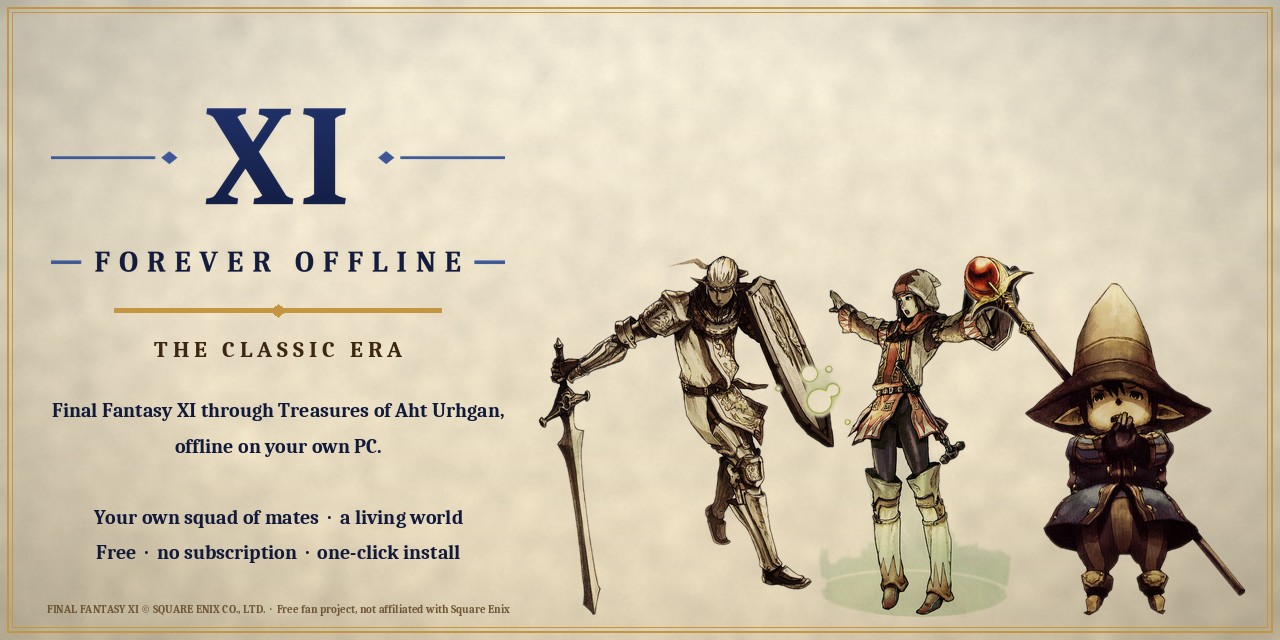 XI
FOREVER OFFLINE
THE CLASSIC ERA
Final Fantasy XI through Treasures of Aht Urhgan,
offline on your own PC.
Your own squad of mates · a living world
Free · no subscription · one-click install
FINAL FANTASY XI © SQUARE ENIX CO., LTD. · Free fan project, not affiliated with Square Enix